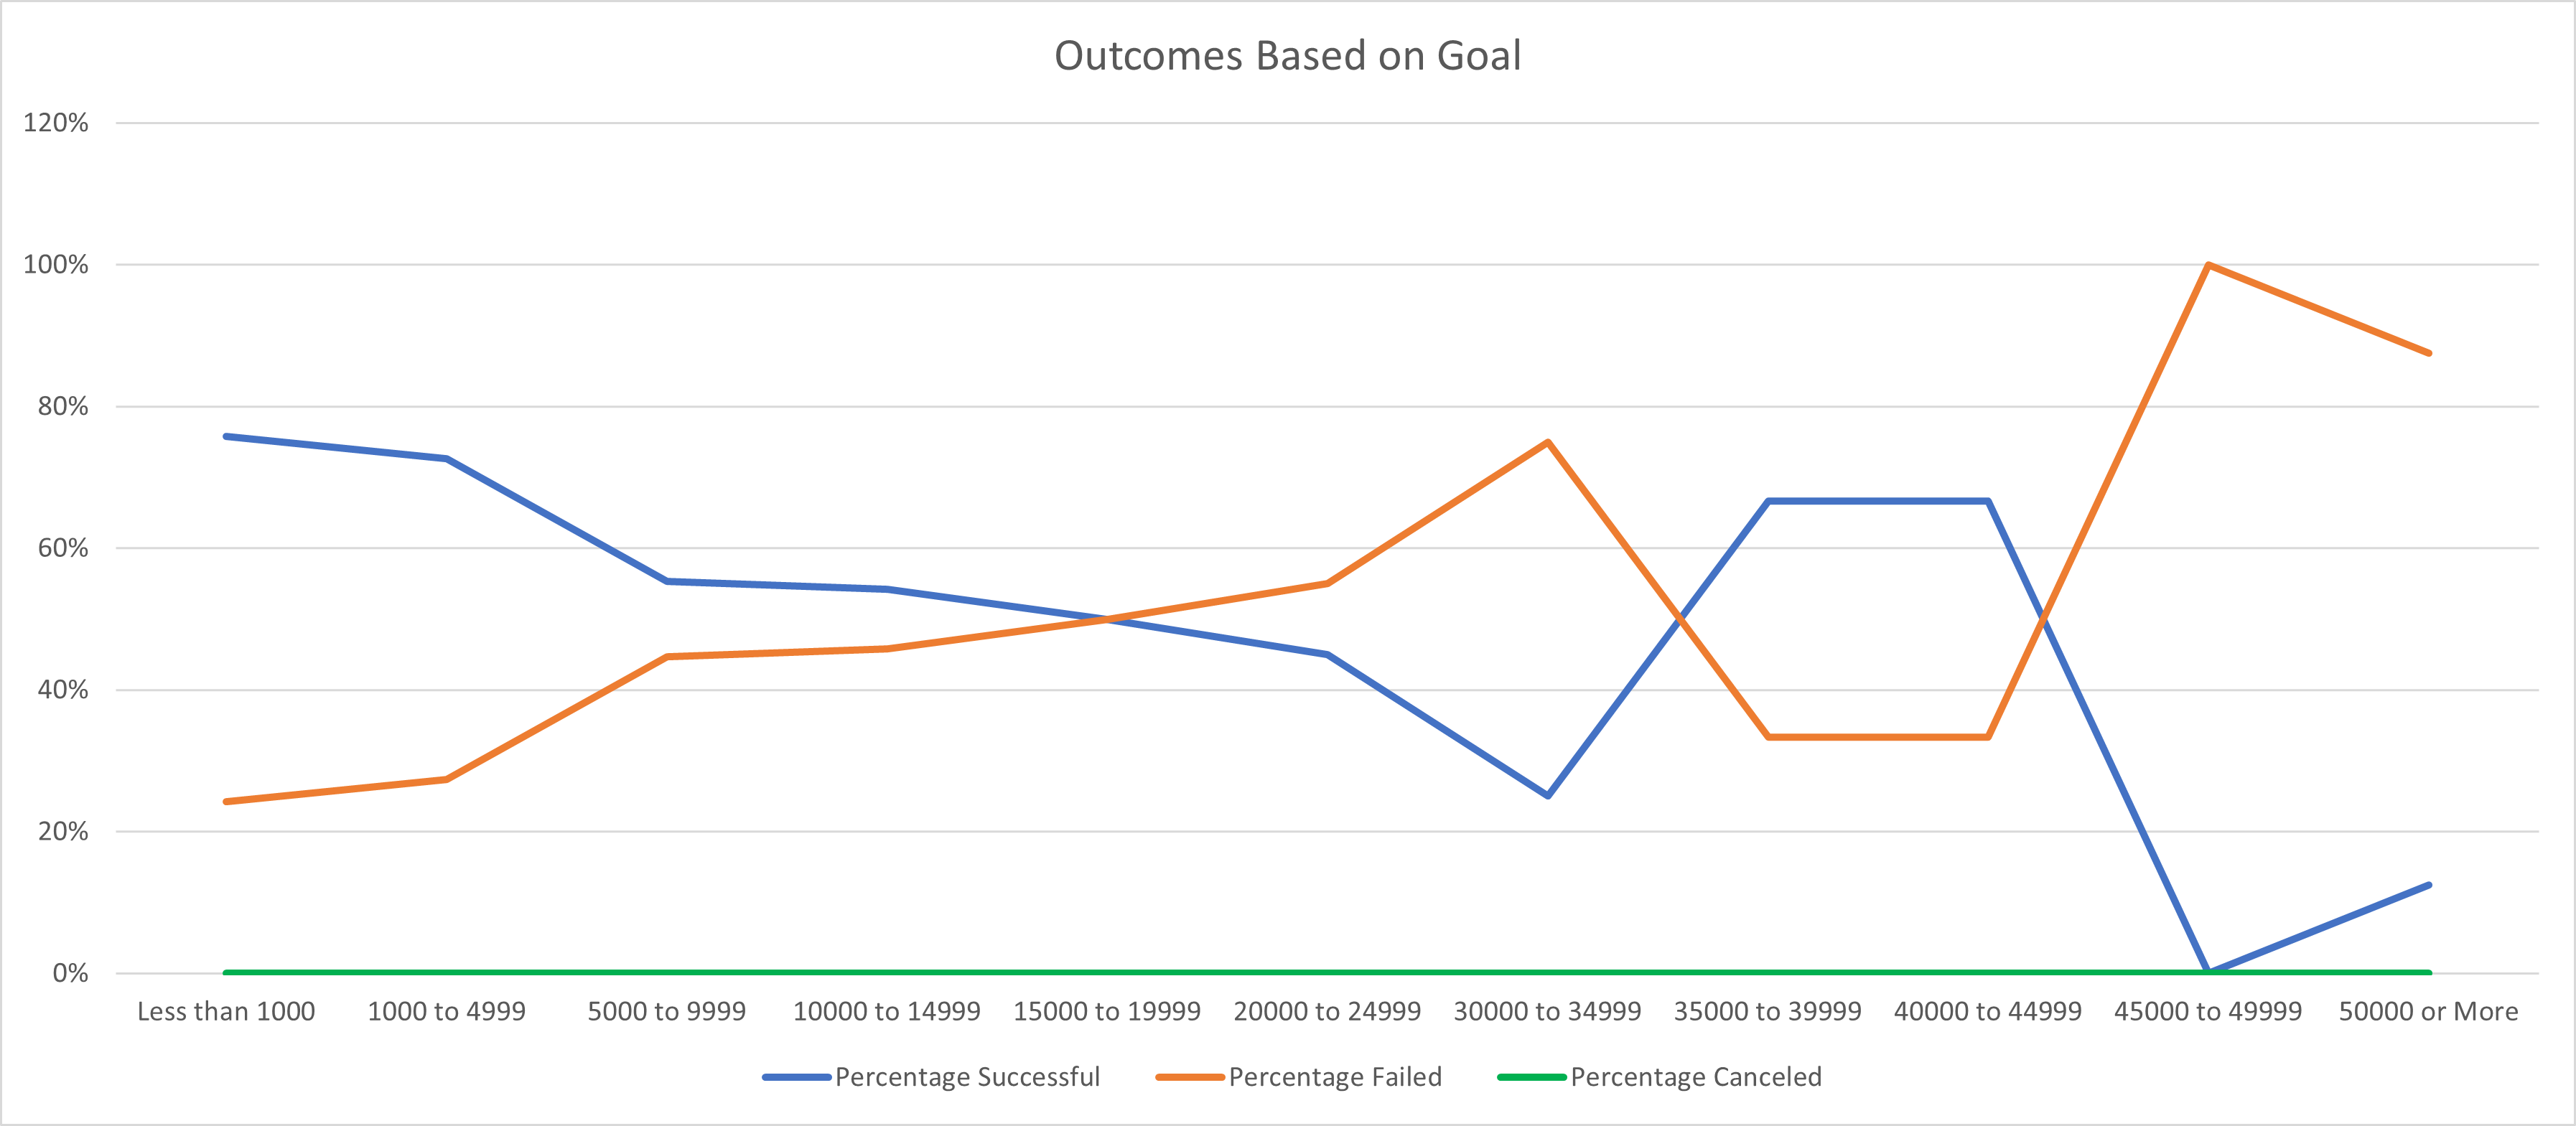 Outcomes Based on Goal
120%
100%
80%
60%
40%
20%
0%
Less than 1000 1000 to 4999 5000 to 9999 10000 to 14999 15000 to 19999 20000 to 24999 30000 to 34999 35000 to 39999 40000 to 44999 45000 to 49999 50000 or More
Percentage Successful Percentage Failed Percentage Canceled